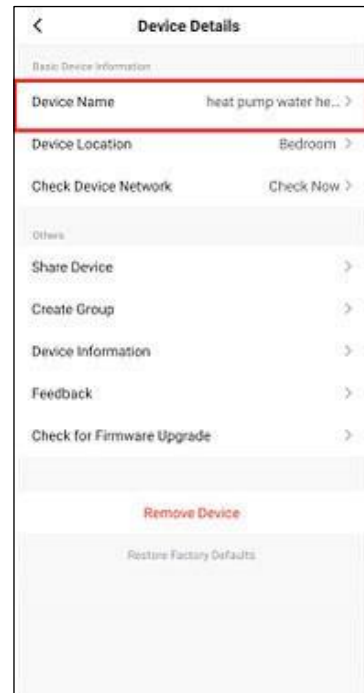 Device Details
Basic Device Information
Device Name heat pump water he...
Device Location Bedroom
Check Device Network Check Now
Others
Share Device
Create Group
Device Information
Feedback
Check for Firmware Upgrade
Remove Device
Restore Factory Defaults